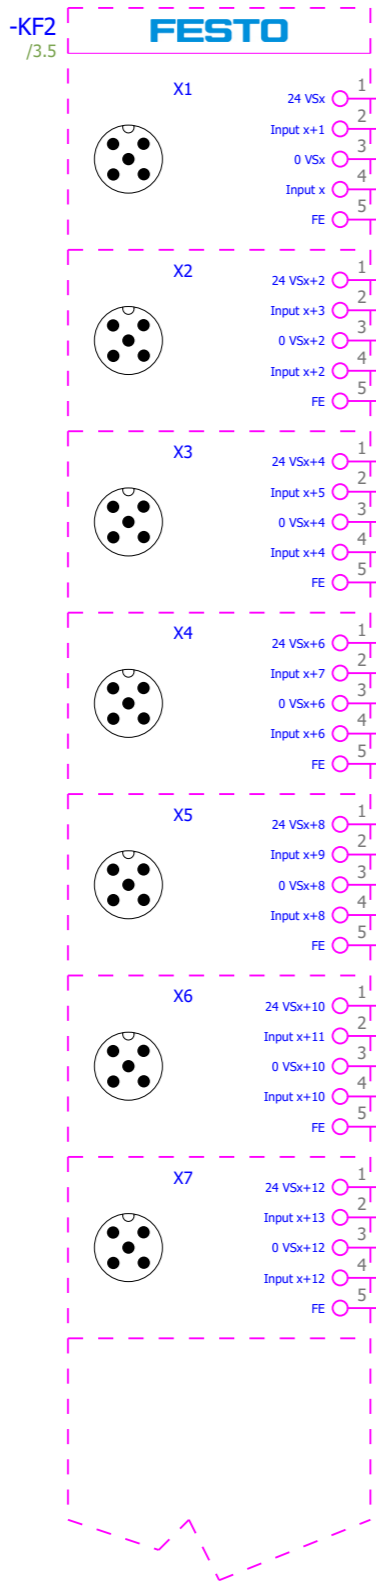 -KF2
FESTO
/3.5
X1
1
24 VSx
2
Input x+1
3
0 VSx
4
Input x
5
FE
X2
1
24 VSx+2
2
Input x+3
3
0 VSx+2
4
Input x+2
5
FE
X3
1
24 VSx+4
2
Input x+5
3
0 VSx+4
4
Input x+4
5
FE
X4
1
24 VSx+6
2
Input x+7
3
0 VSx+6
4
Input x+6
5
FE
X5
1
24 VSx+8
2
Input x+9
3
0 VSx+8
4
Input x+8
5
FE
X6
1
24 VSx+10
2
Input x+11
3
0 VSx+10
4
Input x+10
5
FE
X7
1
24 VSx+12
2
Input x+13
3
0 VSx+12
4
Input x+12
5
FE